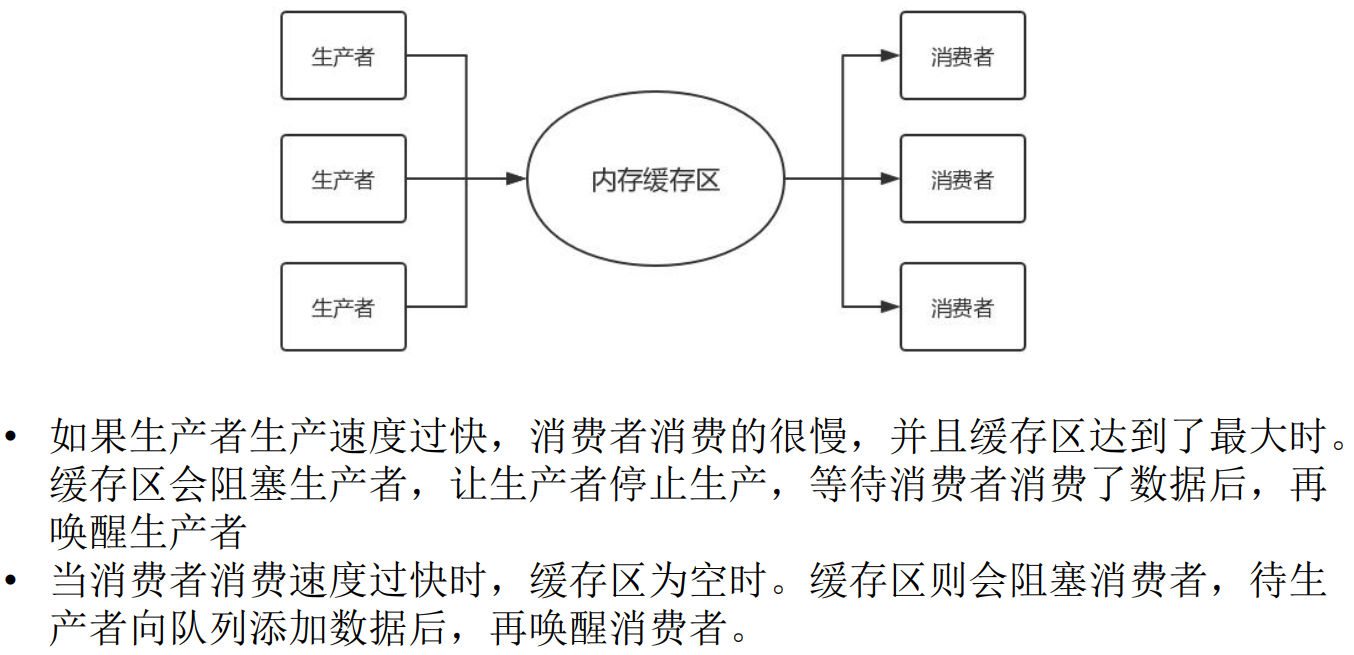 生产者
消费者
生产者
内存缓存区
消费者
生产者
消费者
• 如果生产者生产速度过快，消费者消费的很慢，并且缓存区达到了最大时。
缓存区会阻塞生产者，让生产者停止生产，等待消费者消费了数据后，再
唤醒生产者
• 当消费者消费速度过快时，缓存区为空时。缓存区则会阻塞消费者，待生
产者向队列添加数据后，再唤醒消费者。